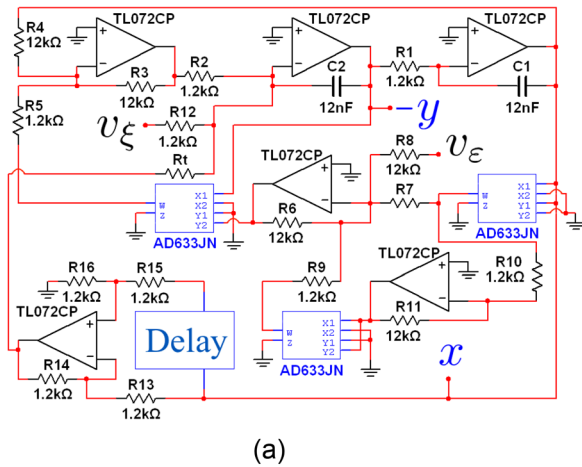 R4
12kΩ
TL072CP
R3
12kΩ
R2
1.2kΩ
TL072CP
C2
12nF
R1
1.2kΩ
TL072CP
C1
12nF
R5
1.2kΩ
R12
1.2kΩ
vξ
-y
Rt
TL072CP
R8
12kΩ
vε
W
Z
X1
X2
Y1
Y2
AD633JN
R6
12kΩ
R7
1.2kΩ
W
Z
X1
X2
Y1
Y2
AD633JN
R16
1.2kΩ
R15
1.2kΩ
R9
1.2kΩ
TL072CP
R10
1.2kΩ
R11
12kΩ
TL072CP
Delay
W
Z
X1
X2
Y1
Y2
AD633JN
R14
1.2kΩ
R13
1.2kΩ
x
(a)